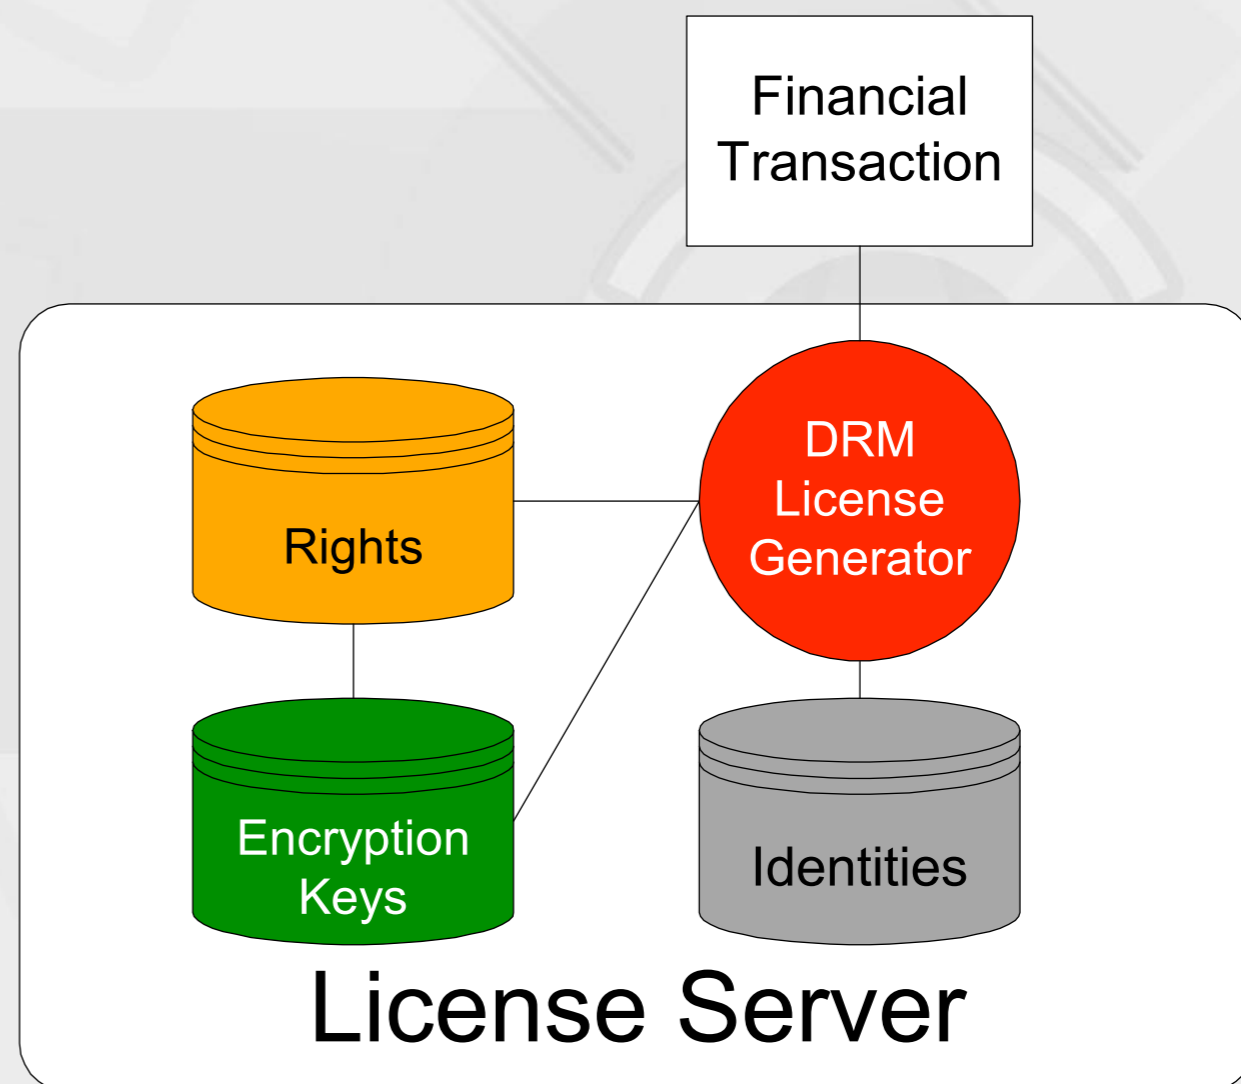 Financial
Transaction
DRM
License
Generator
Rights
Encryption
Keys
Identities
License Server